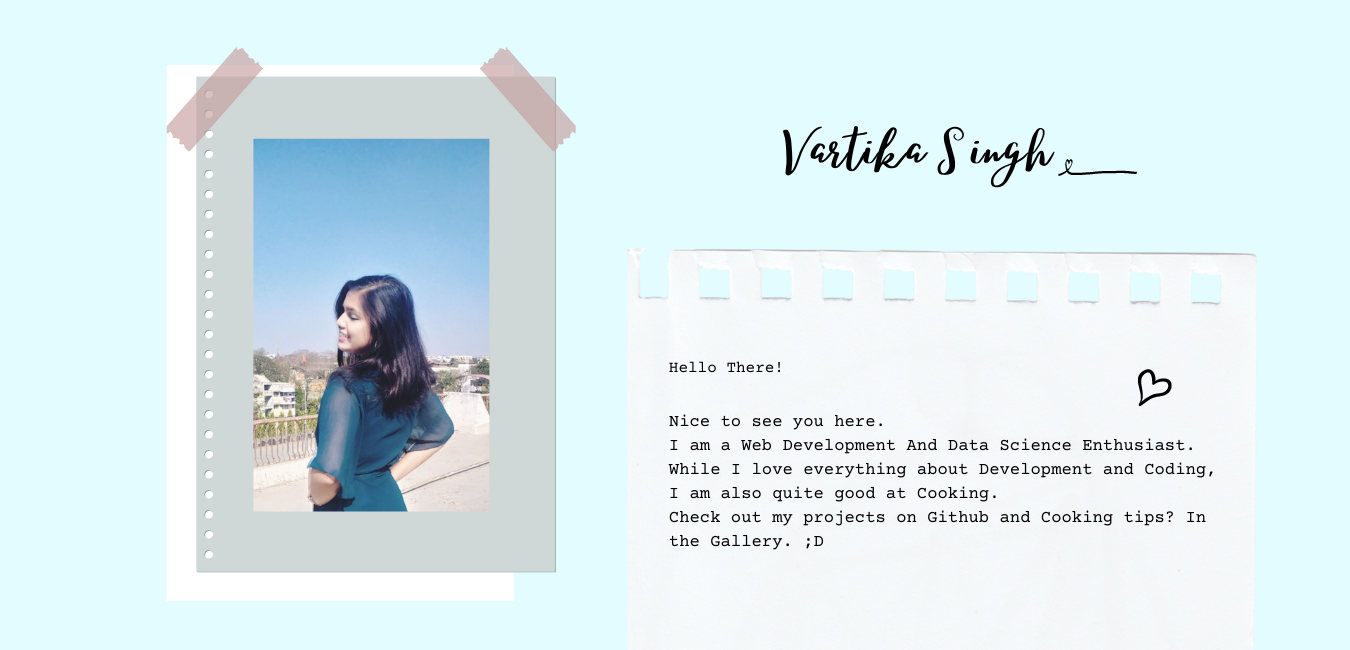 Vartika Singh
Hello There!
Nice to see you here.
I am a Web Development And Data Science Enthusiast.
While I love everything about Development and Coding,
I am also quite good at Cooking.
Check out my projects on Github and Cooking tips? In
the Gallery. ;D